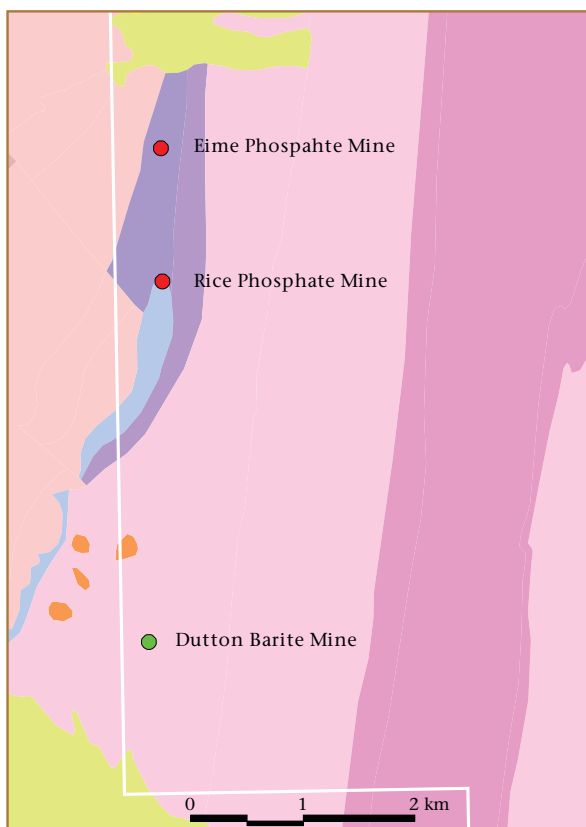 Eime Phospahte Mine
Rice Phosphate Mine
Dutton Barite Mine
0 1 2 km